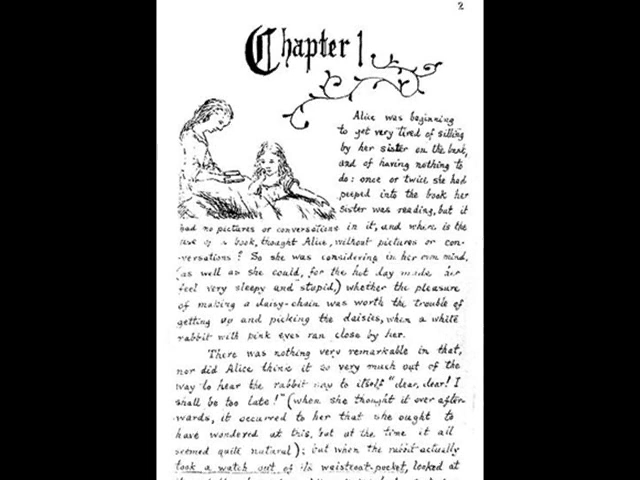 2
Chapter 1
Alice was beginning
to get very tired of sitting
by her sister on the bank,
and of having nothing to
do: once or twice she had
peeped into the book her
sister was reading, but it
had no pictures or conversations in it, and where is the
use of a book, thought Alice, without pictures or con-
-versations? So she was considering in her own mind,
(as well as she could, for the hot day made her
feel very sleepy and stupid,) whether the pleasure
of making a daisy-chain was worth the trouble of
getting up and picking the daisies, when a white
rabbit with pink eyes ran close by her.
There was nothing very remarkable in that,
nor did Alice think it so very much out of the
way to hear the rabbit say to itself "dear, dear! I
shall be too late!" (when she thought it over after-
wards, it occurred to her that she ought to
have wondered at this, but at the time it all
seemed quite natural); but when the rabbit actually
took a watch out of its waistcoat-pocket, looked at